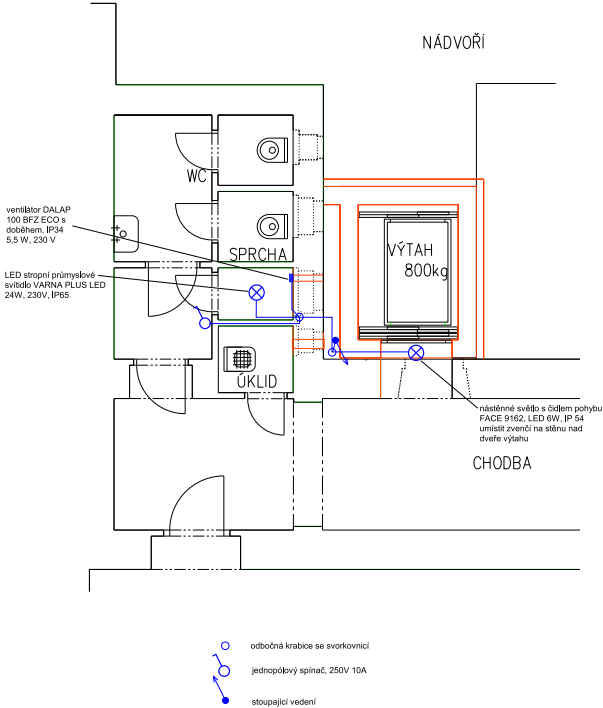 NÁDVOŘÍ
WC
ventilátor DALAP
100 BFZ ECO s
doběhem, IP34
5,5 W, 230 V
SPRCHA
VÝTAH
800kg
LED stropní průmyslové
svítidlo VARNA PLUS LED
24W, 230V, IP65
ÚKLID
nástěnné světlo s čidlem pohybu
FACE 9162, LED 6W, IP 54
umístit zvenčí na stěnu nad
dveře výtahu
CHODBA
odbočná krabice se svorkovnicí
jednopólový spínač, 250V 10A
stoupající vedení